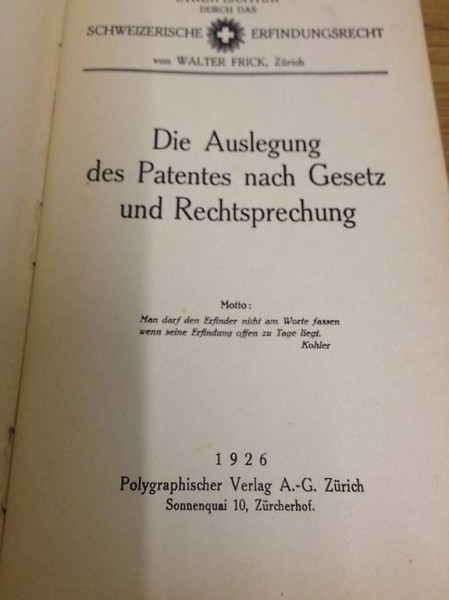 DURCH DAS
SCHWEIZERISCHE ERFINDUNGSRECHT
von WALTER FRICK, Zürich
Die Auslegung
des Patentes nach Gesetz
und Rechtsprechung
Motto:
Man darf den Erfinder nicht am Worte fassen
wenn seine Erfindung offen zu Tage liegt.
Kohler
1926
Polygraphischer Verlag A.-G. Zürich
Sonnenquai 10, Zürcherhof.